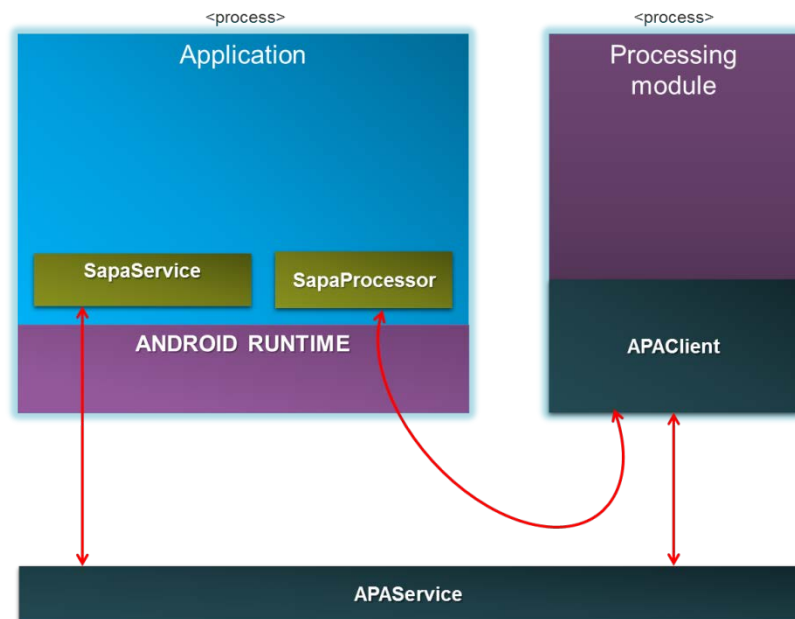 <process>
<process>
Application
Processing
module
SapaService
SapaProcessor
ANDROID RUNTIME
APAClient
APAService